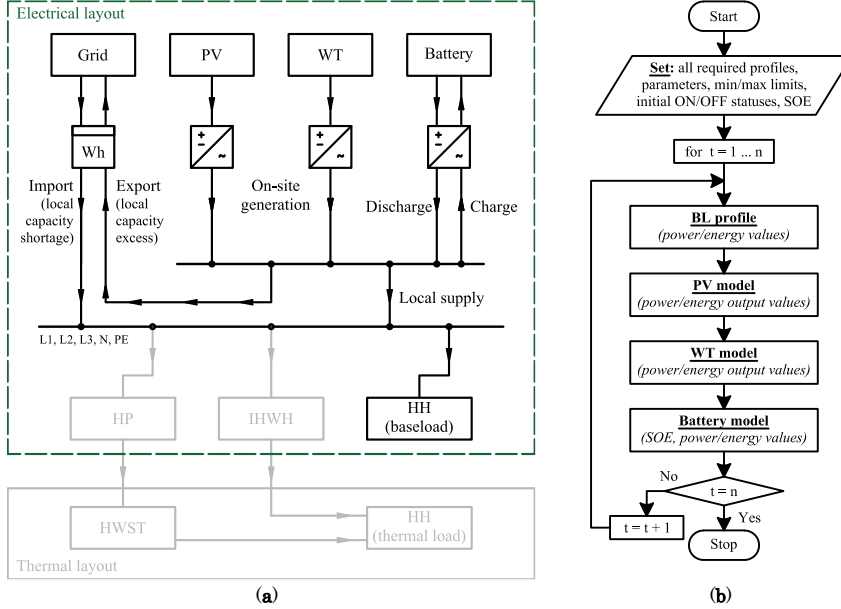 Electrical layout
Grid
PV
WT
Battery
Wh
+
-
~
+
-
~
+
-
~
Import
(local
capacity
shortage)
Export
(local
capacity
excess)
On-site
generation
Discharge
Charge
Local supply
L1, L2, L3, N, PE
HP
IHWH
HH
(baseload)
HWST
HH
(thermal load)
Thermal layout
(a)
Start
Set: all required profiles,
parameters, min/max limits,
initial ON/OFF statuses, SOE
for t = 1 ... n
BL profile
(power/energy values)
PV model
(power/energy output values)
WT model
(power/energy output values)
Battery model
(SOE, power/energy values)
No
t = n
Yes
t = t + 1
Stop
(b)